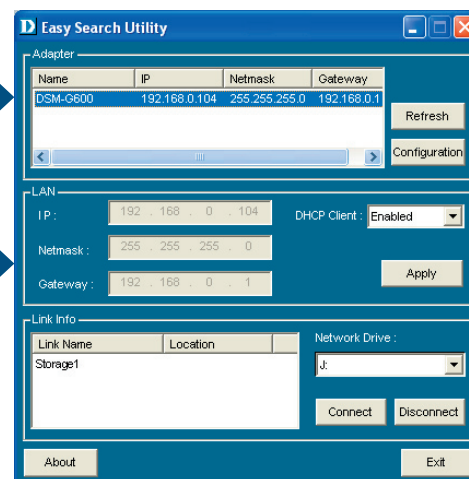 D Easy Search Utility
Adapter
Name IP Netmask Gateway
DSM-G600 192.168.0.104 255.255.255.0 192.168.0.1
Refresh
Configuration
LAN
IP: 192 . 168 . 0 . 104 DHCP Client : Enabled
Netmask : 255 . 255 . 255 . 0
Apply
Gateway : 192 . 168 . 0 . 1
Link Info
Link Name Location
Storage1
Network Drive :
J:
Connect Disconnect
About Exit